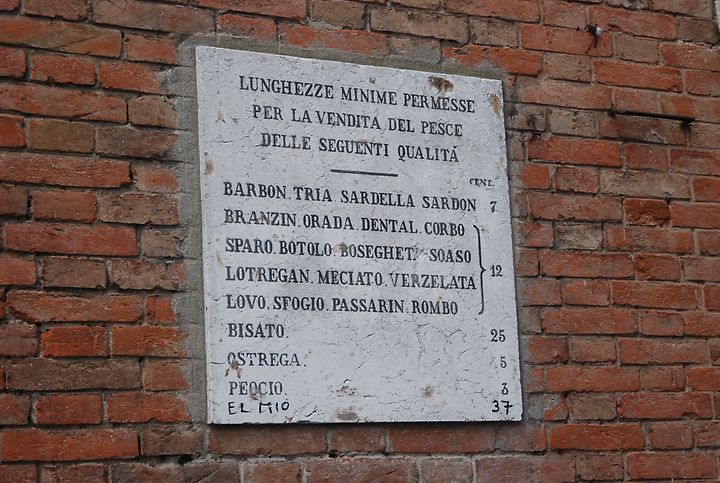 LUNGHEZZE MINIME PERMESSE
PER LA VENDITA DEL PESCE
DELLE SEGUENTI QUALITÁ
CENT.
BARBON. TRIA SARDELLA SARDON 7
BRANZIN. ORADA. DENTAL. CORBO
SPARO. BOTOLO. BOSEGHETA SOASO
LOTREGAN. MECIATO. VERZELATA 12
LOVO. SFOGIO. PASSARIN. ROMBO
BISATO. 25
OSTREGA. 5
PEOCIO. 3
EL MIO 37